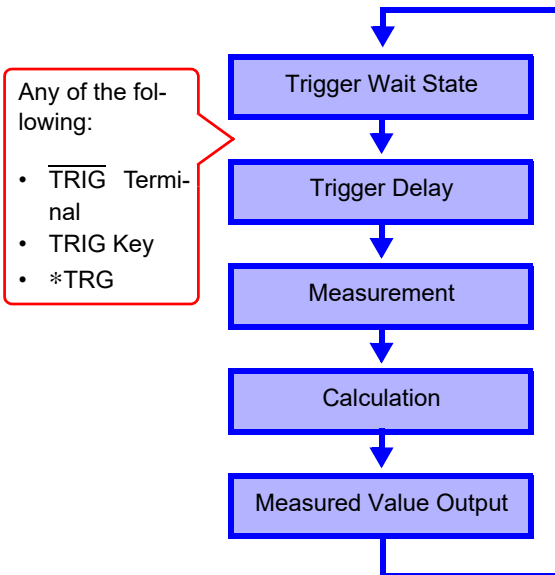 Trigger Wait State
Any of the fol-
lowing:
• T̅R̅I̅G̅ Termi-
nal
• TRIG Key
• *TRG
Trigger Delay
Measurement
Calculation
Measured Value Output